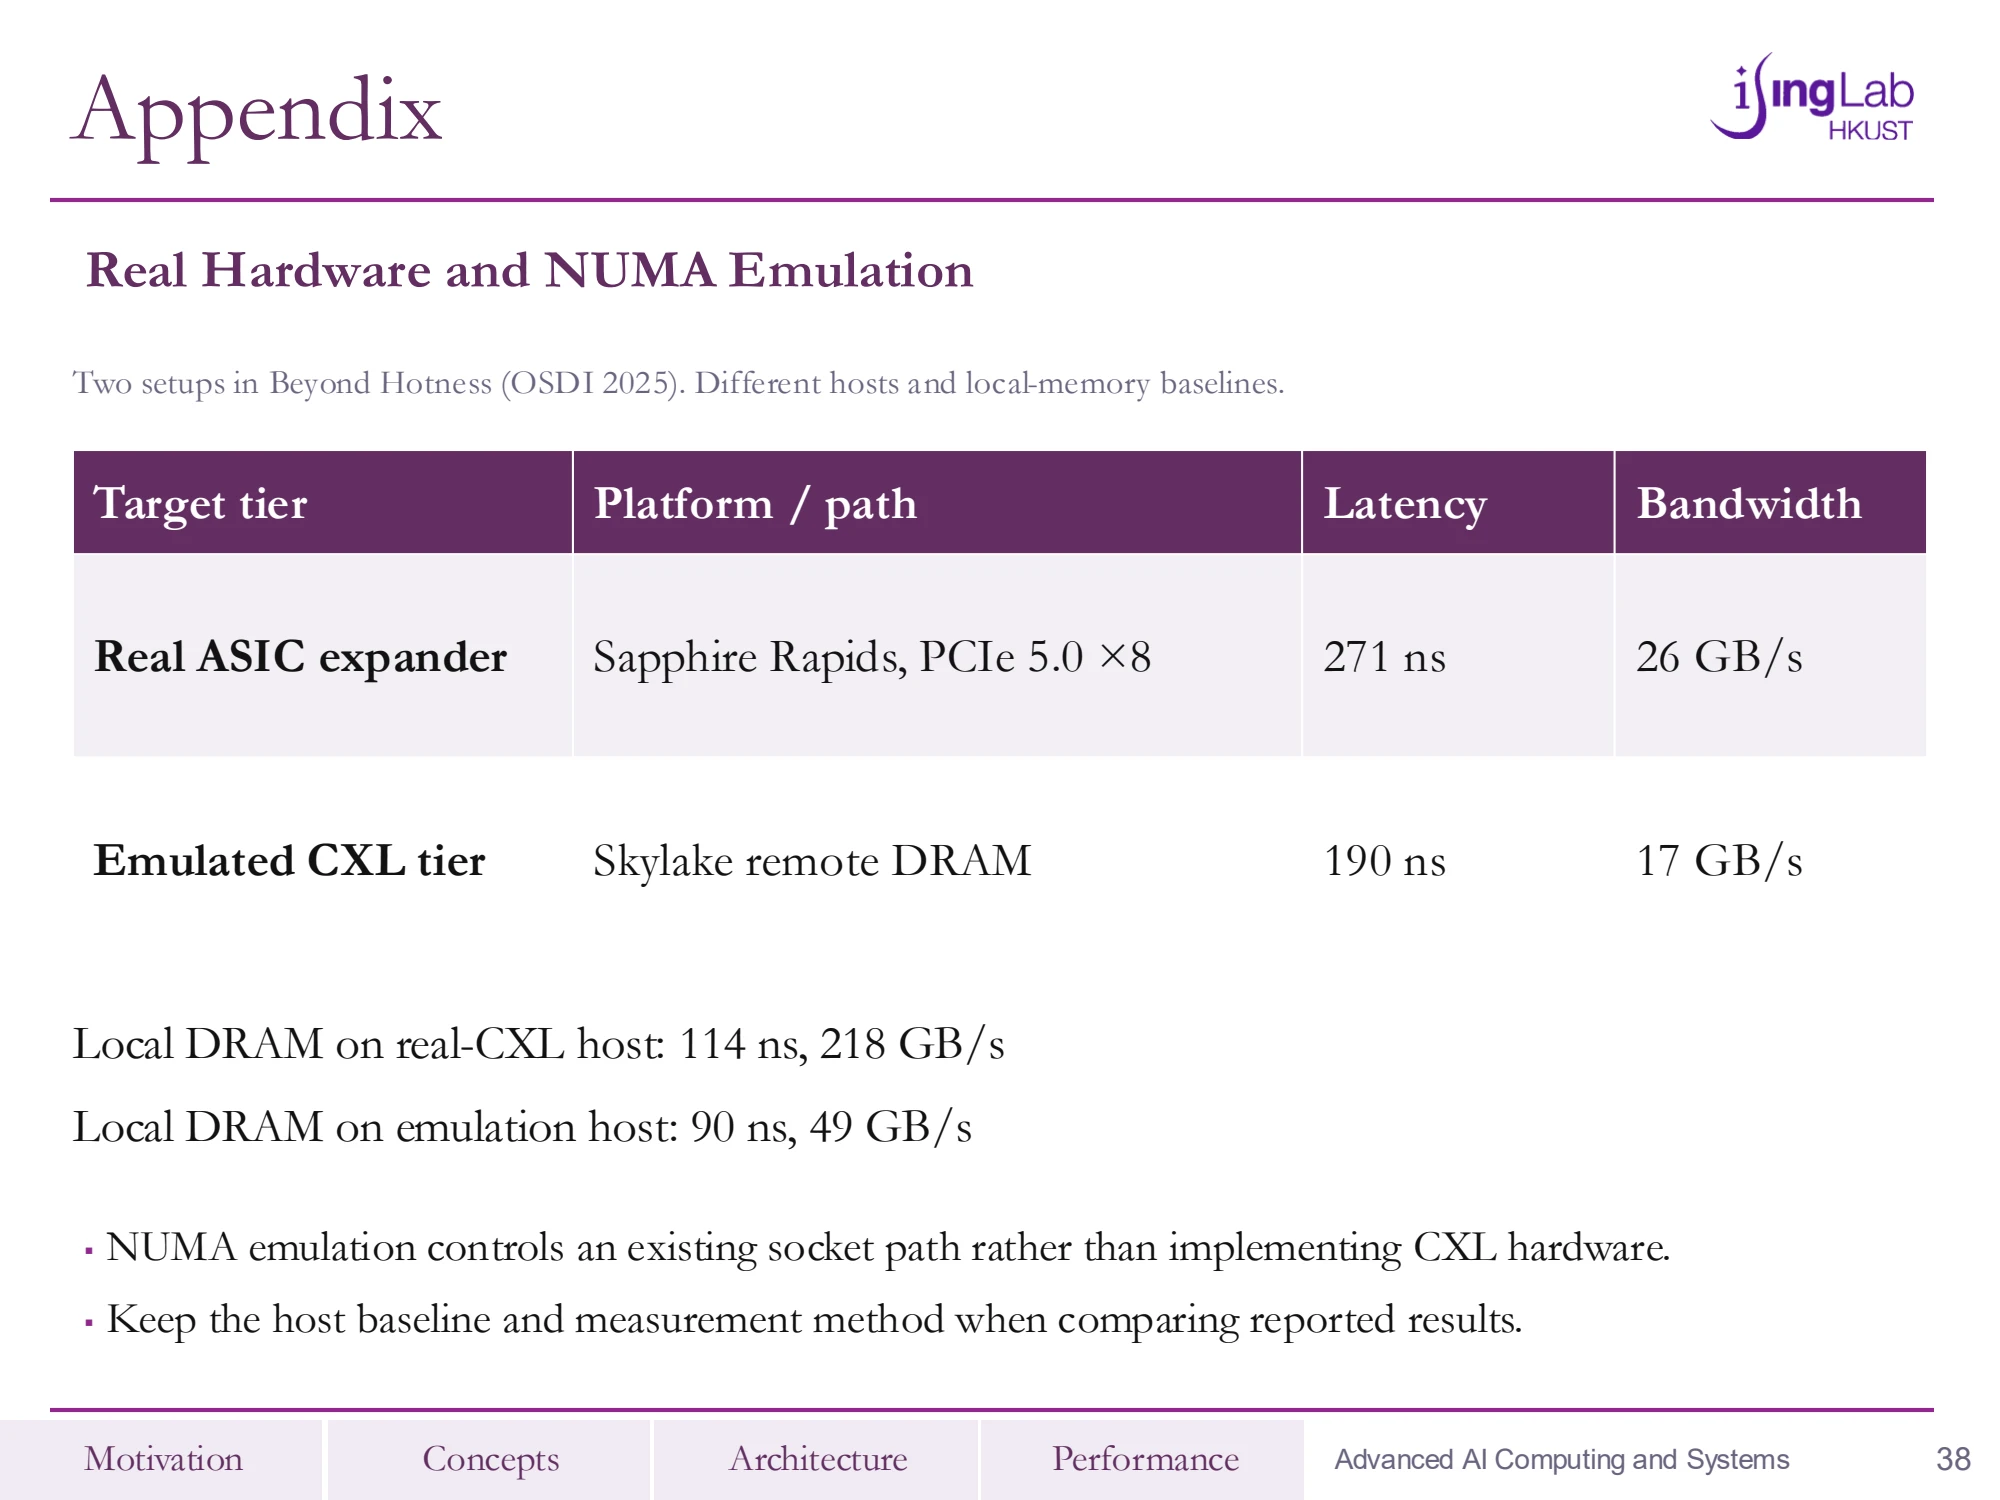 Appendix
iSingLab
HKUST
Real Hardware and NUMA Emulation
Two setups in Beyond Hotness (OSDI 2025). Different hosts and local-memory baselines.
Target tier Platform / path Latency Bandwidth
Real ASIC expander Sapphire Rapids, PCIe 5.0 ×8 271 ns 26 GB/s
Emulated CXL tier Skylake remote DRAM 190 ns 17 GB/s
Local DRAM on real-CXL host: 114 ns, 218 GB/s
Local DRAM on emulation host: 90 ns, 49 GB/s
▪ NUMA emulation controls an existing socket path rather than implementing CXL hardware.
▪ Keep the host baseline and measurement method when comparing reported results.
Motivation Concepts Architecture Performance Advanced AI Computing and Systems 38